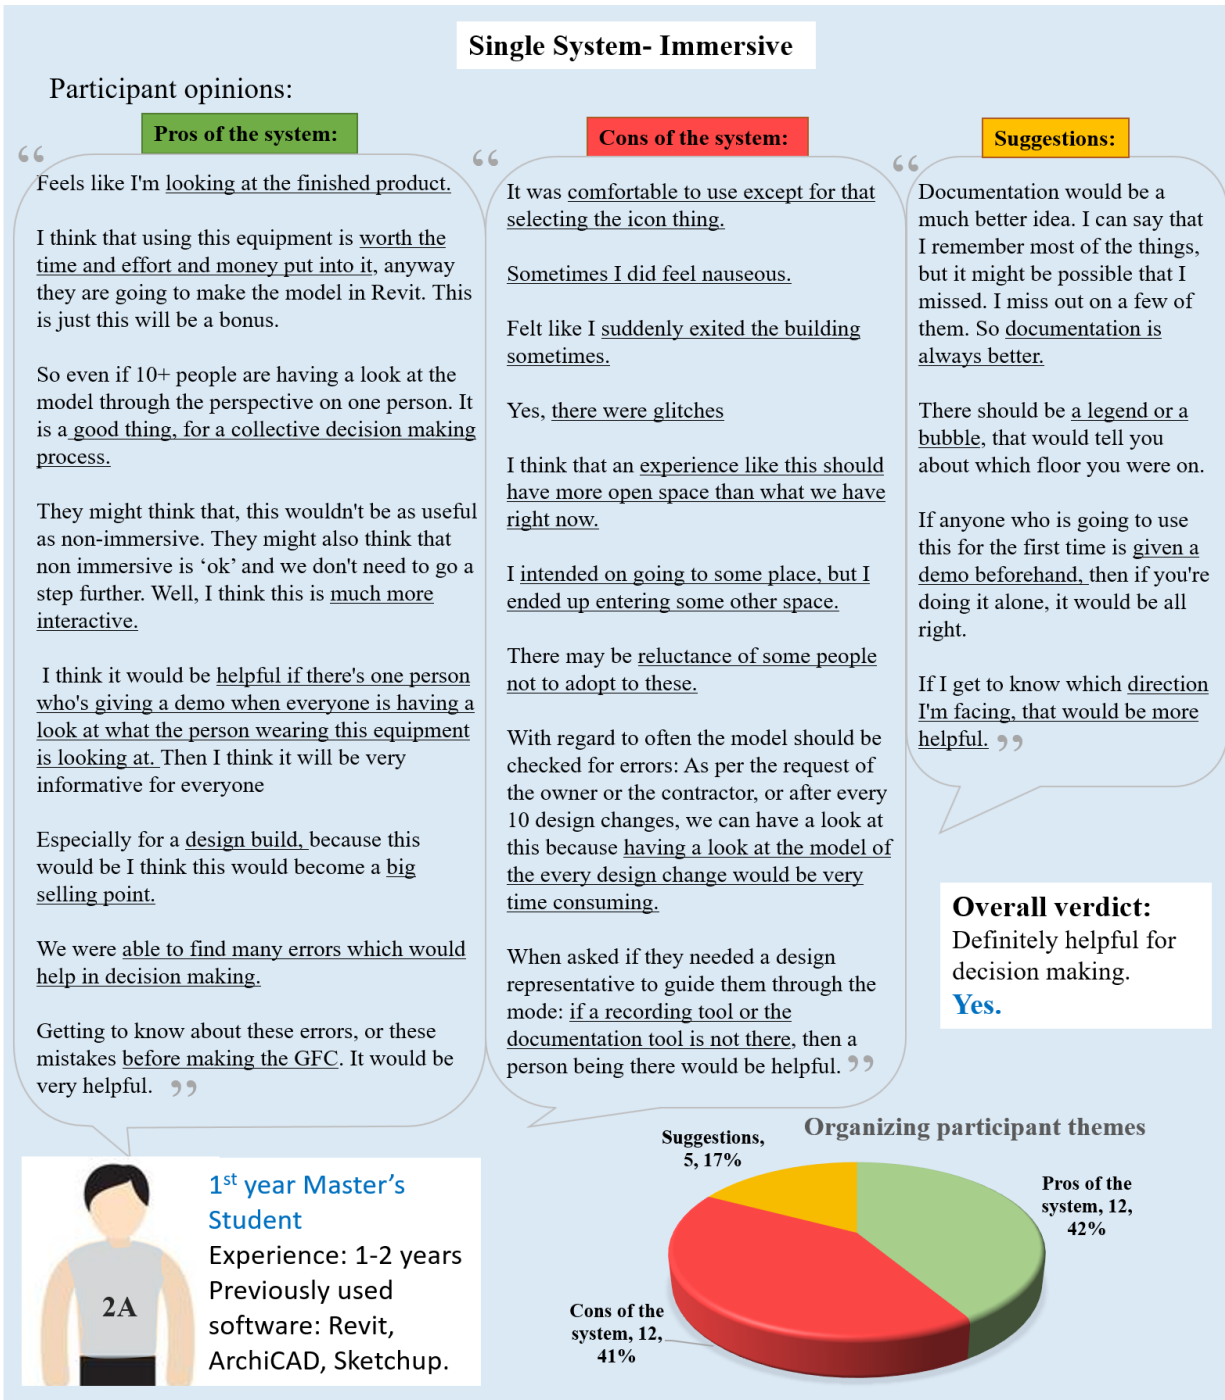 Single System- Immersive
Participant opinions:
Pros of the system:
“
Feels like I'm looking at the finished product.
I think that using this equipment is worth the
time and effort and money put into it, anyway
they are going to make the model in Revit. This
is just this will be a bonus.
So even if 10+ people are having a look at the
model through the perspective on one person. It
is a good thing, for a collective decision making
process.
They might think that, this wouldn't be as useful
as non-immersive. They might also think that
non immersive is ‘ok’ and we don't need to go a
step further. Well, I think this is much more
interactive.
I think it would be helpful if there's one person
who's giving a demo when everyone is having a
look at what the person wearing this equipment
is looking at. Then I think it will be very
informative for everyone
Especially for a design build, because this
would be I think this would become a big
selling point.
We were able to find many errors which would
help in decision making.
Getting to know about these errors, or these
mistakes before making the GFC. It would be
very helpful. ”
Cons of the system:
“
It was comfortable to use except for that
selecting the icon thing.
Sometimes I did feel nauseous.
Felt like I suddenly exited the building
sometimes.
Yes, there were glitches
I think that an experience like this should
have more open space than what we have
right now.
I intended on going to some place, but I
ended up entering some other space.
There may be reluctance of some people
not to adopt to these.
With regard to often the model should be
checked for errors: As per the request of
the owner or the contractor, or after every
10 design changes, we can have a look at
this because having a look at the model of
the every design change would be very
time consuming.
When asked if they needed a design
representative to guide them through the
mode: if a recording tool or the
documentation tool is not there, then a
person being there would be helpful. ”
Suggestions:
“
Documentation would be a
much better idea. I can say that
I remember most of the things,
but it might be possible that I
missed. I miss out on a few of
them. So documentation is
always better.
There should be a legend or a
bubble, that would tell you
about which floor you were on.
If anyone who is going to use
this for the first time is given a
demo beforehand, then if you're
doing it alone, it would be all
right.
If I get to know which direction
I'm facing, that would be more
helpful. ”
Overall verdict:
Definitely helpful for
decision making.
Yes.
2A
1st year Master’s
Student
Experience: 1-2 years
Previously used
software: Revit,
ArchiCAD, Sketchup.
Organizing participant themes
Suggestions,
5, 17%
Pros of the
system, 12,
42%
Cons of the
system, 12,
41%